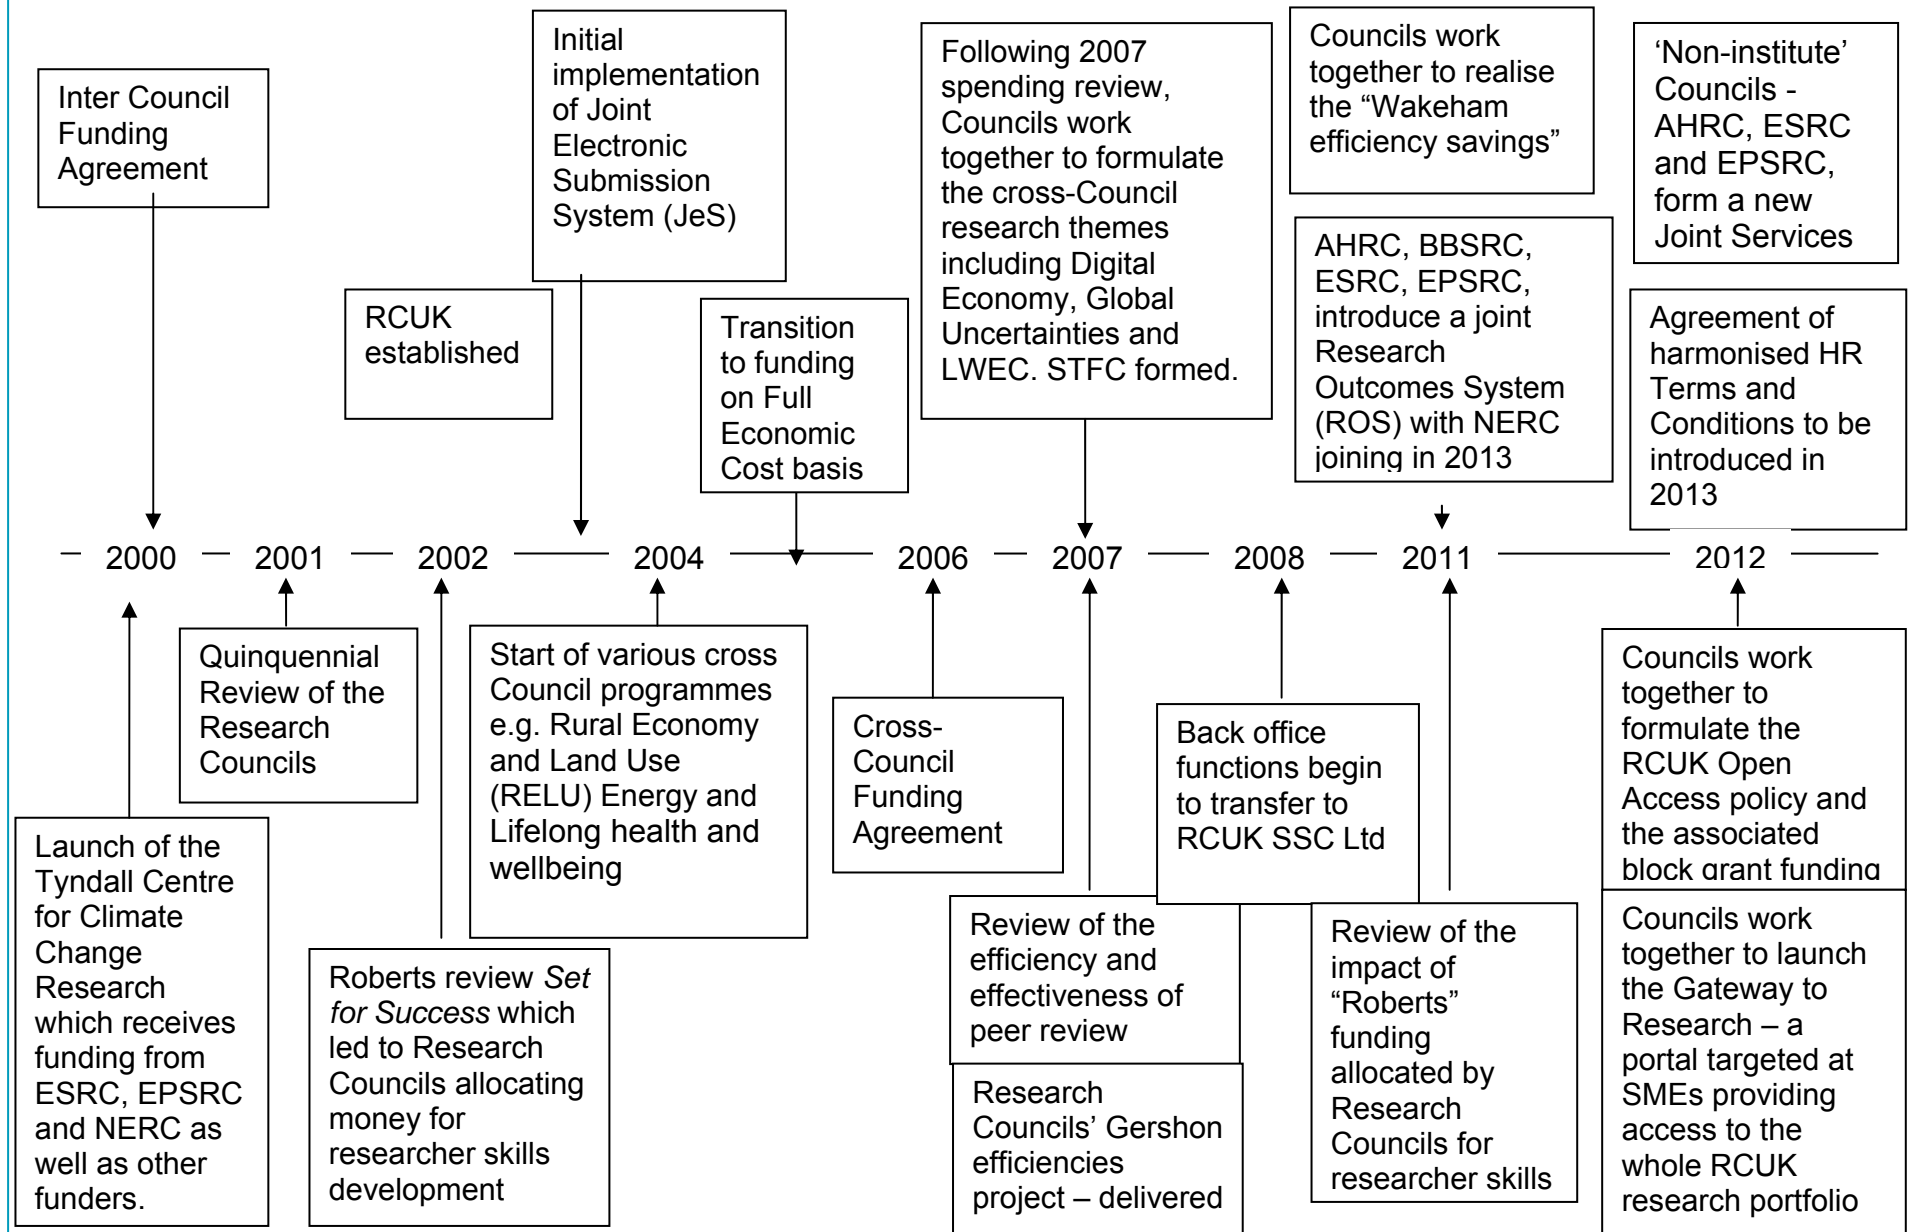 Inter Council
Funding
Agreement
RCUK
established
Initial
implementation
of Joint
Electronic
Submission
System (JeS)
Transition
to funding
on Full
Economic
Cost basis
Following 2007
spending review,
Councils work
together to formulate
the cross-Council
research themes
including Digital
Economy, Global
Uncertainties and
LWEC. STFC formed.
Councils work
together to realise
the “Wakeham
efficiency savings”
AHRC, BBSRC,
ESRC, EPSRC,
introduce a joint
Research
Outcomes System
(ROS) with NERC
joining in 2013
‘Non-institute’
Councils -
AHRC, ESRC
and EPSRC,
form a new
Joint Services
Agreement of
harmonised HR
Terms and
Conditions to be
introduced in
2013
2000 2001 2002 2004 2006 2007 2008 2011 2012
Launch of the
Tyndall Centre
for Climate
Change
Research
which receives
funding from
ESRC, EPSRC
and NERC as
well as other
funders.
Quinquennial
Review of the
Research
Councils
Roberts review Set
for Success which
led to Research
Councils allocating
money for
researcher skills
development
Start of various cross
Council programmes
e.g. Rural Economy
and Land Use
(RELU) Energy and
Lifelong health and
wellbeing
Cross-
Council
Funding
Agreement
Review of the
efficiency and
effectiveness of
peer review
Research
Councils’ Gershon
efficiencies
project – delivered
Back office
functions begin
to transfer to
RCUK SSC Ltd
Review of the
impact of
“Roberts”
funding
allocated by
Research
Councils for
researcher skills
Councils work
together to
formulate the
RCUK Open
Access policy and
the associated
block grant funding
Councils work
together to launch
the Gateway to
Research – a
portal targeted at
SMEs providing
access to the
whole RCUK
research portfolio